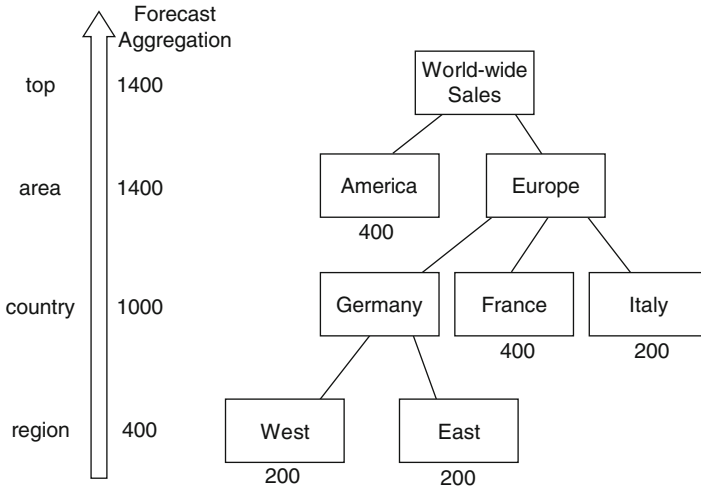 Forecast
Aggregation
top
1400
World-wide
Sales
area
1400
America
Europe
400
country
1000
Germany
France
Italy
400
200
region
400
West
East
200
200